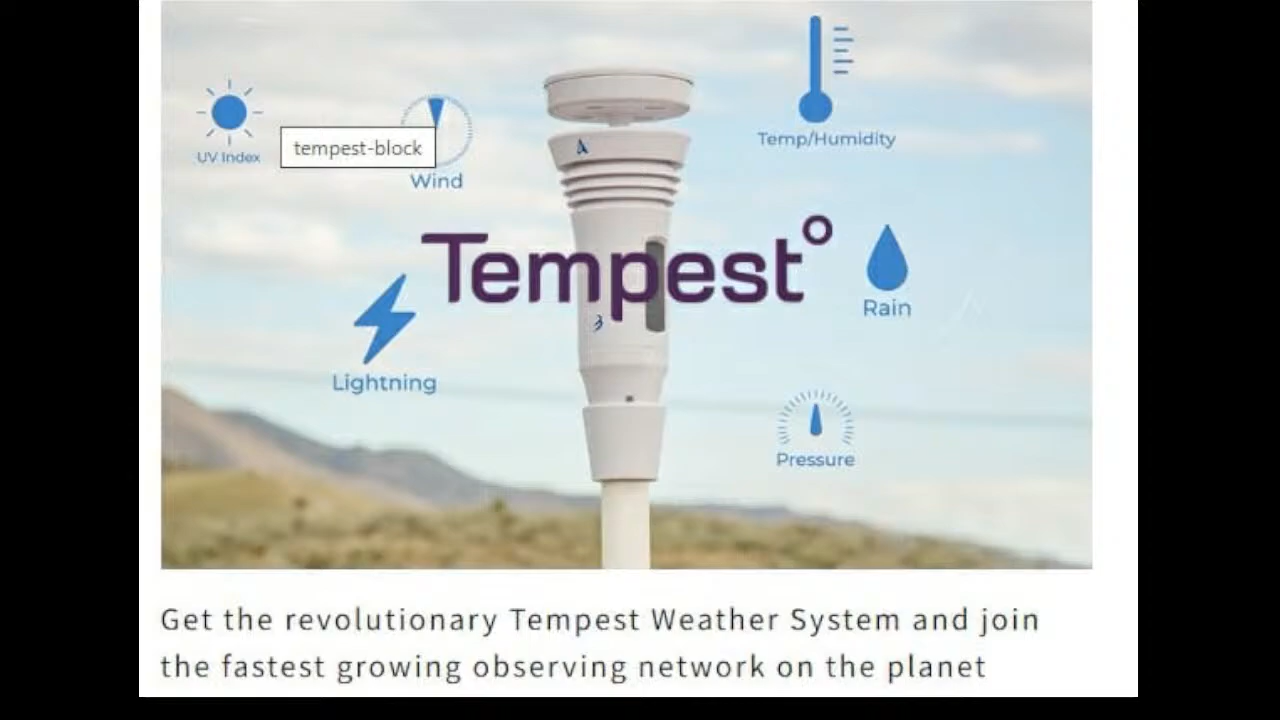 UV Index
tempest-block
Wind
Temp/Humidity
Tempest°
Rain
Lightning
Pressure
Get the revolutionary Tempest Weather System and join
the fastest growing observing network on the planet